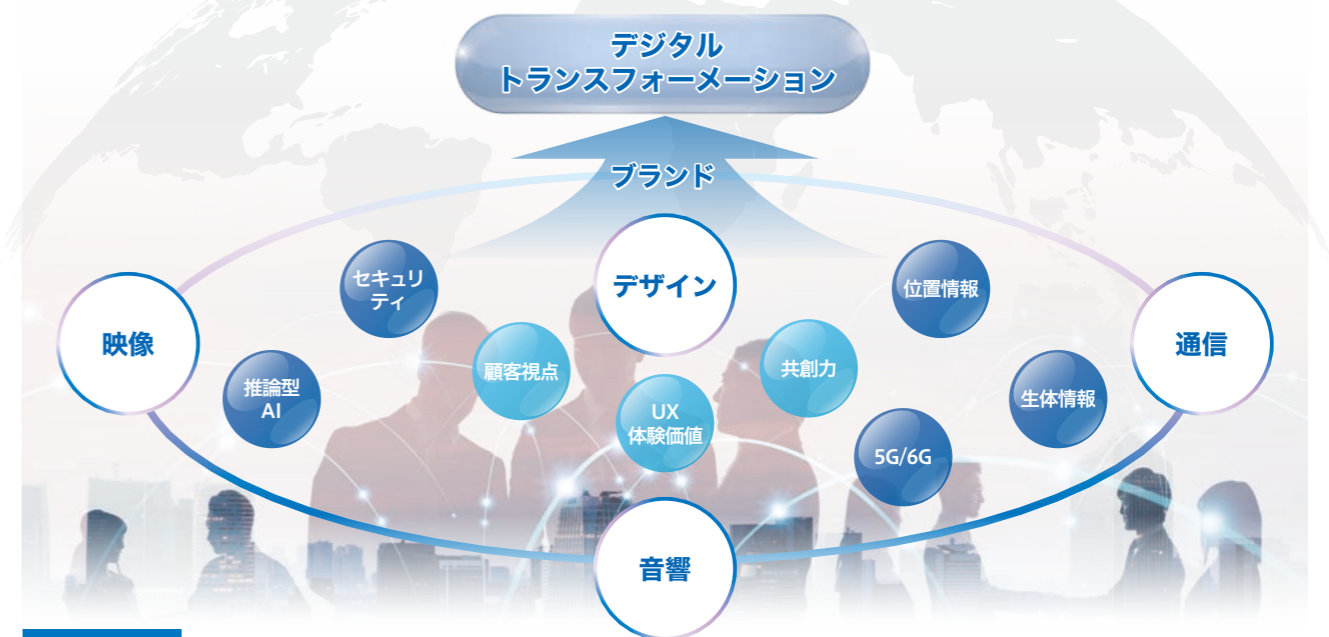 デジタル
トランスフォーメーション
ブランド
デザイン
セキュリ
ティ
位置情報
映像
通信
顧客視点
共創力
推論型
AI
生体情報
UX
体験価値
5G/6G
音響